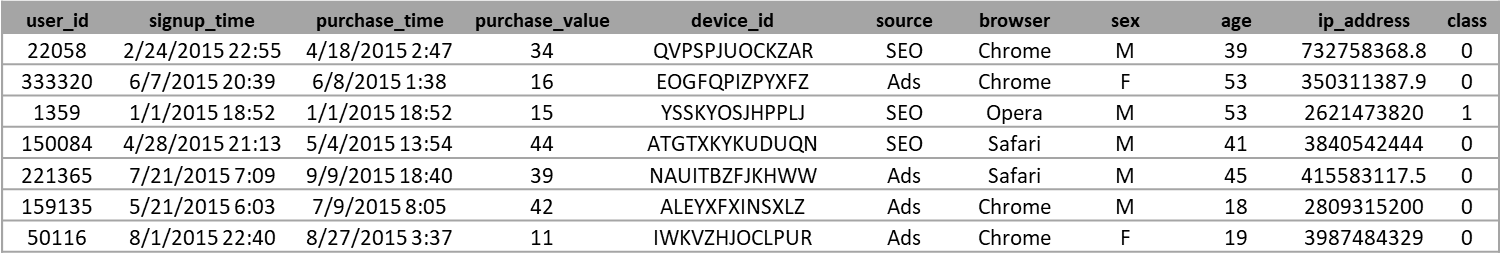 user_id signup_time purchase_time purchase_value device_id source browser sex age ip_address class
22058 2/24/2015 22:55 4/18/2015 2:47 34 QVPSPJUOCKZAR SEO Chrome M 39 732758368.8 0
333320 6/7/2015 20:39 6/8/2015 1:38 16 EOGFQPIZPYXFZ Ads Chrome F 53 350311387.9 0
1359 1/1/2015 18:52 1/1/2015 18:52 15 YSSKYOSJHPPLJ SEO Opera M 53 2621473820 1
150084 4/28/2015 21:13 5/4/2015 13:54 44 ATGTXKYKUDUQN SEO Safari M 41 3840542444 0
221365 7/21/2015 7:09 9/9/2015 18:40 39 NAUITBZFJKHWW Ads Safari M 45 415583117.5 0
159135 5/21/2015 6:03 7/9/2015 8:05 42 ALEYXFXINSXLZ Ads Chrome M 18 2809315200 0
50116 8/1/2015 22:40 8/27/2015 3:37 11 IWKVZHJOCLPUR Ads Chrome F 19 3987484329 0